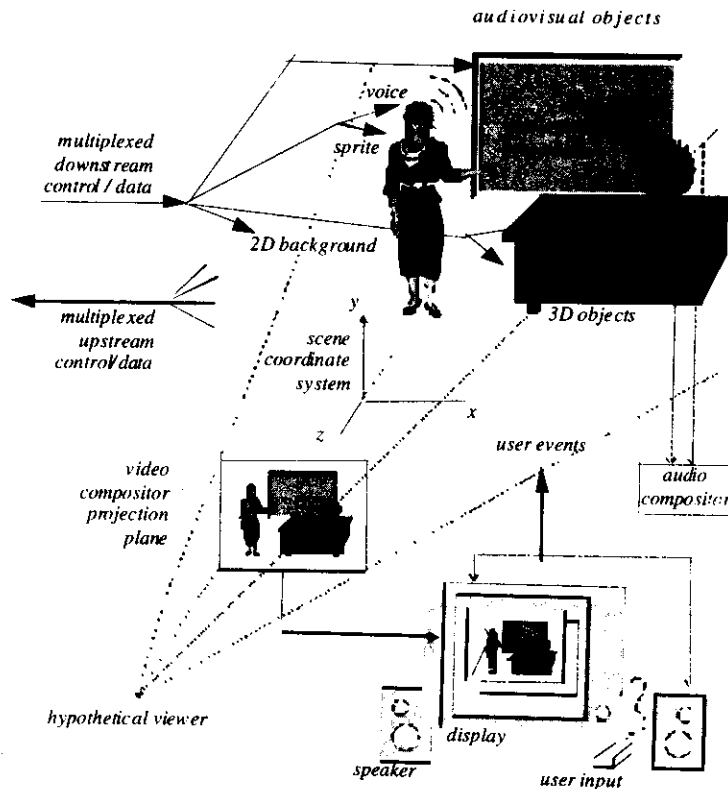 audiovisual objects
voice
multiplexed
downstream
control / data
sprite
2D background
multiplexed
upstream
control/data
y
3D objects
scene
coordinate
system
x
z
user events
video
compositor
projection
plane
audio
compositor
hypothetical viewer
display
speaker
user input